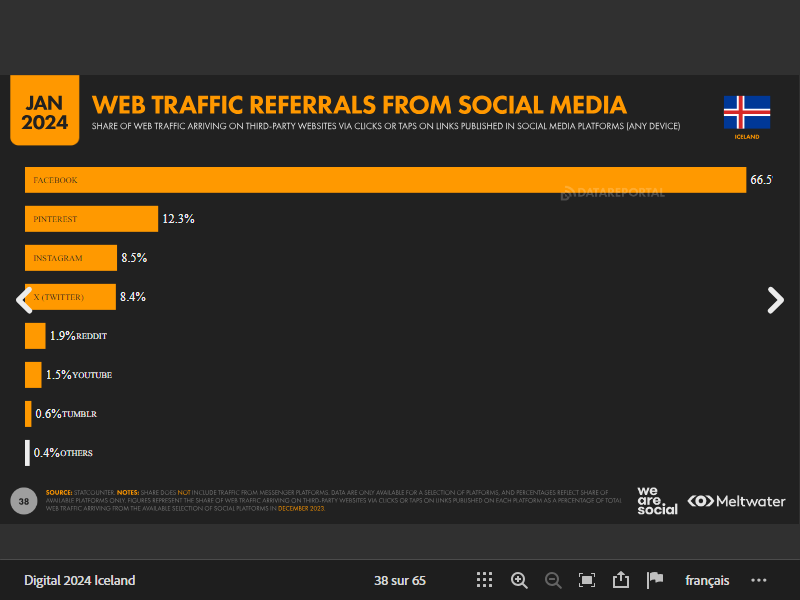 JAN
2024
WEB TRAFFIC REFERRALS FROM SOCIAL MEDIA
SHARE OF WEB TRAFFIC ARRIVING ON THIRD-PARTY WEBSITES VIA CLICKS OR TAPS ON LINKS PUBLISHED IN SOCIAL MEDIA PLATFORMS (ANY DEVICE)
ICELAND
FACEBOOK 66.5
DATAREPORTAL
PINTEREST 12.3%
INSTAGRAM 8.5%
X (TWITTER) 8.4%
1.9% REDDIT
1.5% YOUTUBE
0.6% TUMBLR
0.4% OTHERS
38
SOURCE: STATCOUNTER. NOTES: SHARE DOES NOT INCLUDE TRAFFIC FROM MESSENGER PLATFORMS. DATA ARE ONLY AVAILABLE FOR A SELECTION OF PLATFORMS, AND PERCENTAGES REFLECT SHARE OF
AVAILABLE PLATFORMS ONLY. FIGURES REPRESENT THE SHARE OF WEB TRAFFIC ARRIVING ON THIRD-PARTY WEBSITES VIA CLICKS OR TAPS ON LINKS PUBLISHED ON EACH PLATFORM AS A PERCENTAGE OF TOTAL
WEB TRAFFIC ARRIVING FROM THE AVAILABLE SELECTION OF SOCIAL PLATFORMS IN DECEMBER 2023.
we
are.
social
Meltwater
Digital 2024 Iceland
38 sur 65
français